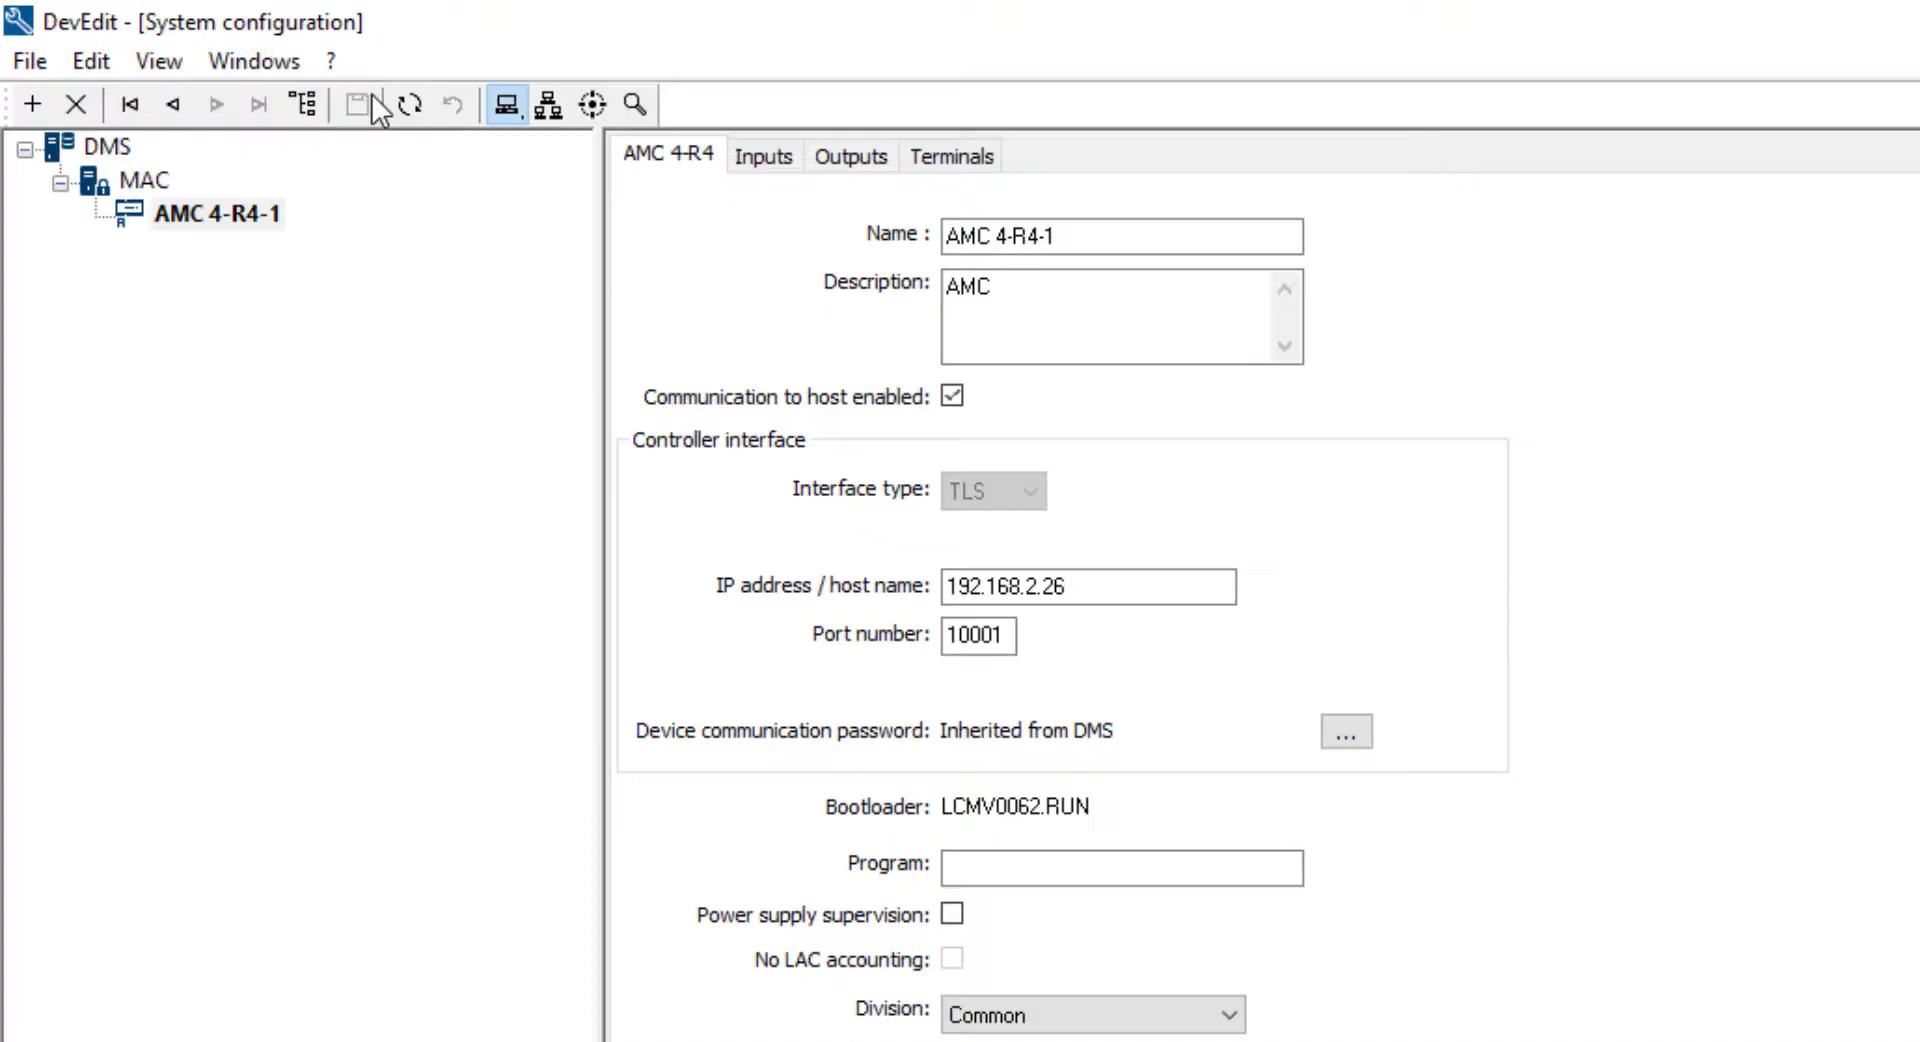 DevEdit - [System configuration]
File Edit View Windows ?
DMS
MAC
AMC 4-R4-1
AMC 4-R4 Inputs Outputs Terminals
Name : AMC 4-R4-1
Description: AMC
Communication to host enabled:
Controller interface
Interface type: TLS
IP address / host name: 192.168.2.26
Port number: 10001
Device communication password: Inherited from DMS ...
Bootloader: LCMV0062.RUN
Program:
Power supply supervision:
No LAC accounting:
Division: Common